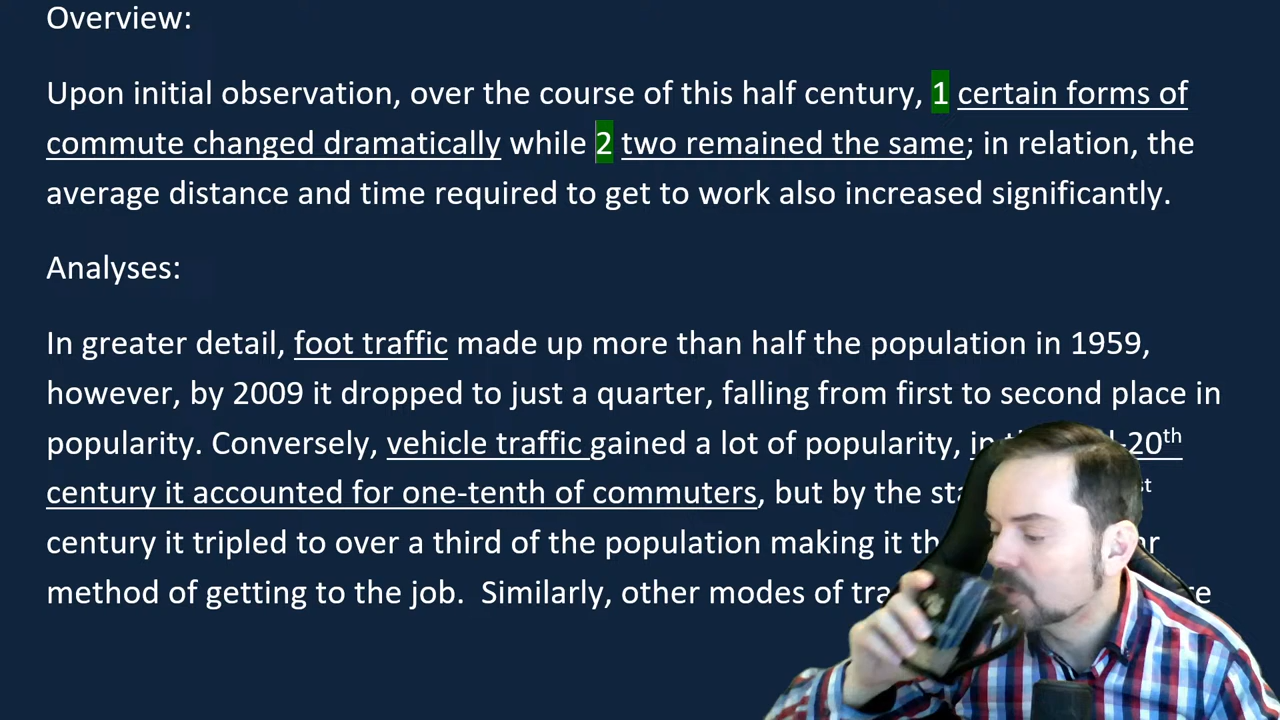 Overview:
Upon initial observation, over the course of this half century, 1 certain forms of
commute changed dramatically while 2 two remained the same; in relation, the
average distance and time required to get to work also increased significantly.
Analyses:
In greater detail, foot traffic made up more than half the population in 1959,
however, by 2009 it dropped to just a quarter, falling from first to second place in
popularity. Conversely, vehicle traffic gained a lot of popularity, in 20th
century it accounted for one-tenth of commuters, but by the st
century it tripled to over a third of the population making it
method of getting to the job. Similarly, other modes of